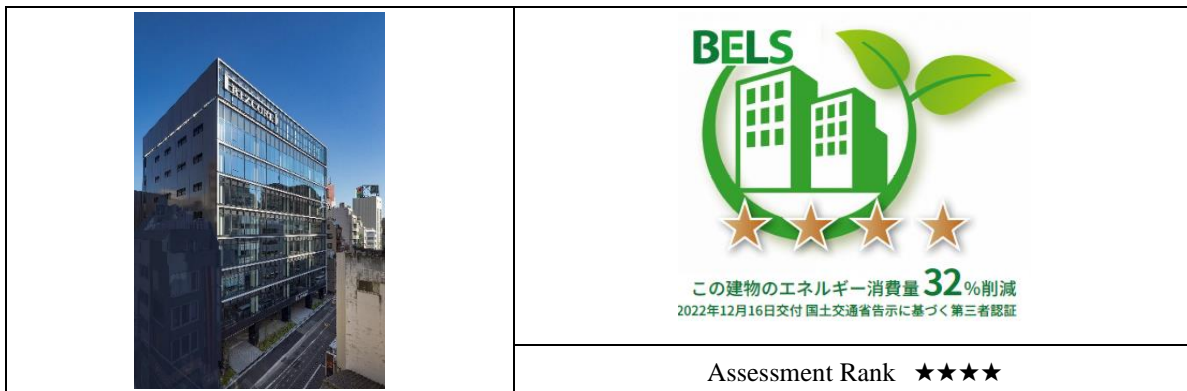 BIZCORE
BELS
この建物のエネルギー消費量 32%削減
2022年12月16日交付 国土交通省告示に基づく第三者認証
Assessment Rank ★★★★